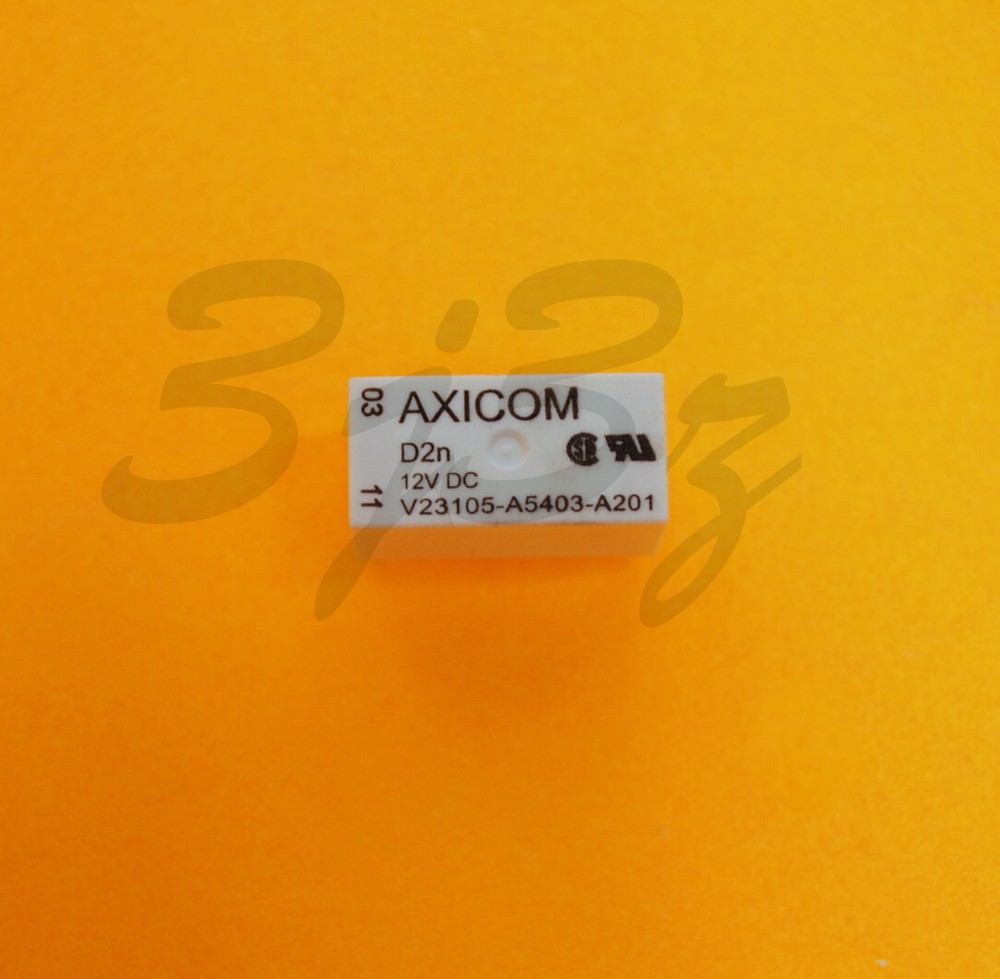 3j3z
03
11
AXICOM
D2n
12V DC
V23105-A5403-A201